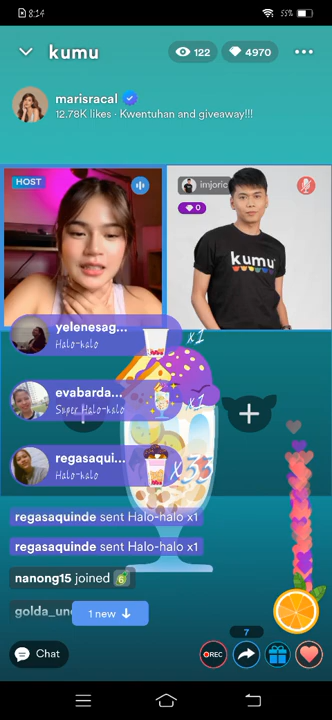 8:14
55%
kumu
122
4970
marisracal
12.78K likes · Kwentuhan and giveaway!!!
HOST
imjoric
0
kumu
yelenesag...
Halo-halo
x1
evabarda...
Super Halo-halo
x1
regasaqui...
Halo-halo
x33
regasaquinde sent Halo-halo x1
regasaquinde sent Halo-halo x1
nanong15 joined 6
golda_un
1 new
7
Chat
REC